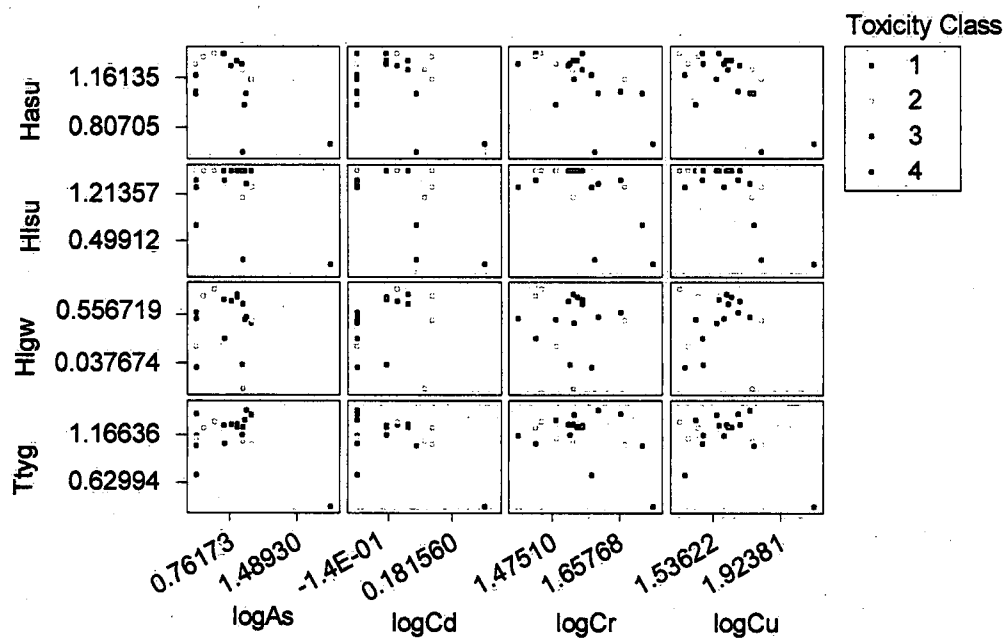 Toxicity Class
1
2
3
4
Hasu
1.16135
0.80705
Hlsu
1.21357
0.49912
Hlgw
0.556719
0.037674
Ttyg
1.16636
0.62994
0.76173 1.48930 -1.4E-01 0.181560 1.47510 1.65768 1.53622 1.92381
logAs logCd logCr logCu